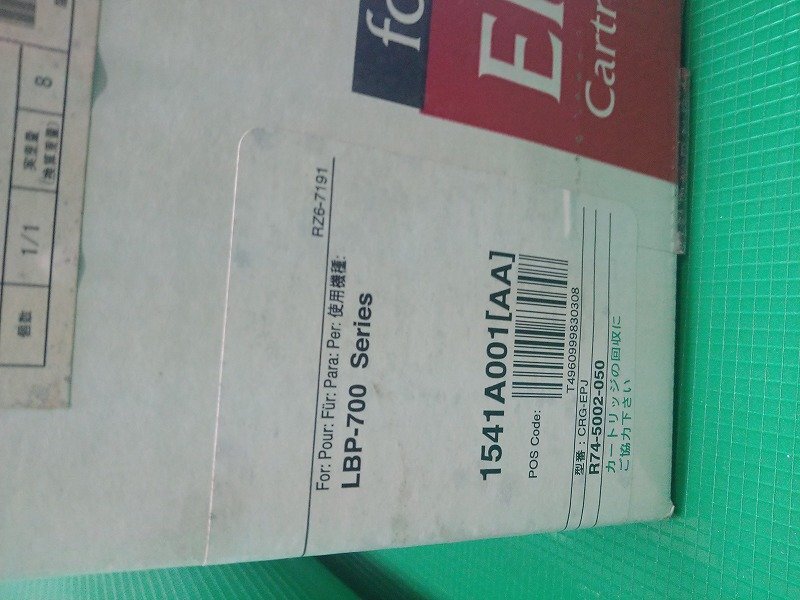 fo
Cartr
RZ6-7191
For: Pour: Für: Para: Per: 使用機種:
LBP-700 Series
1541A001[AA]
POS Code:
T4960999830308
型番 : CRG-EPJ
R74-5002-050
カートリッジの回収に
ご協力下さい
個数
1/1
8